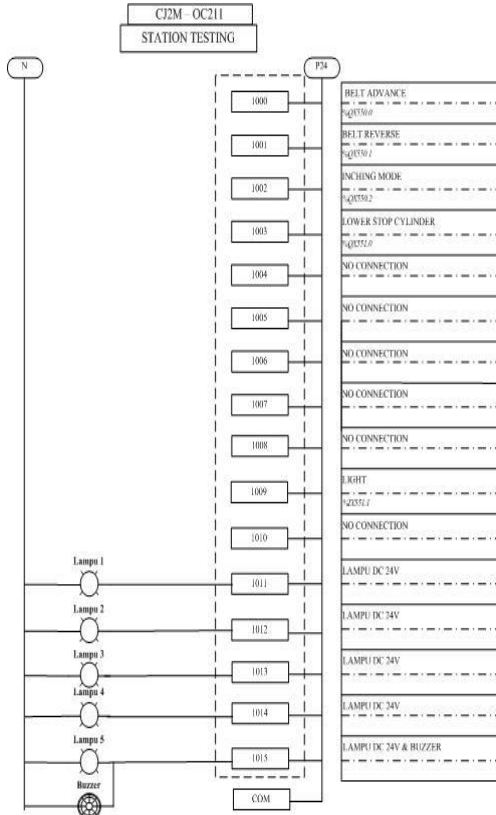 CJ2M – OC211
STATION TESTING
N
P24
1000
BELT ADVANCE
%QX550.0
1001
BELT REVERSE
%QX550.1
1002
INCHING MODE
%QX550.2
1003
LOWER STOP CYLINDER
%QX551.0
1004
NO CONNECTION
1005
NO CONNECTION
1006
NO CONNECTION
1007
NO CONNECTION
1008
NO CONNECTION
1009
LIGHT
1010
NO CONNECTION
Lampu 1
1011
LAMPU DC 24V
Lampu 2
1012
LAMPU DC 24V
Lampu 3
1013
LAMPU DC 24V
Lampu 4
1014
LAMPU DC 24V
Lampu 5
1015
LAMPU DC 24V & BUZZER
Buzzer
COM